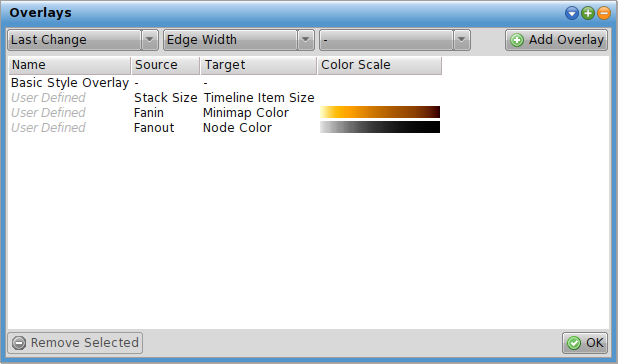 Overlays
Last Change Edge Width - Add Overlay
Name Source Target Color Scale
Basic Style Overlay - -
User Defined Stack Size Timeline Item Size
User Defined Fanin Minimap Color
User Defined Fanout Node Color
Remove Selected OK